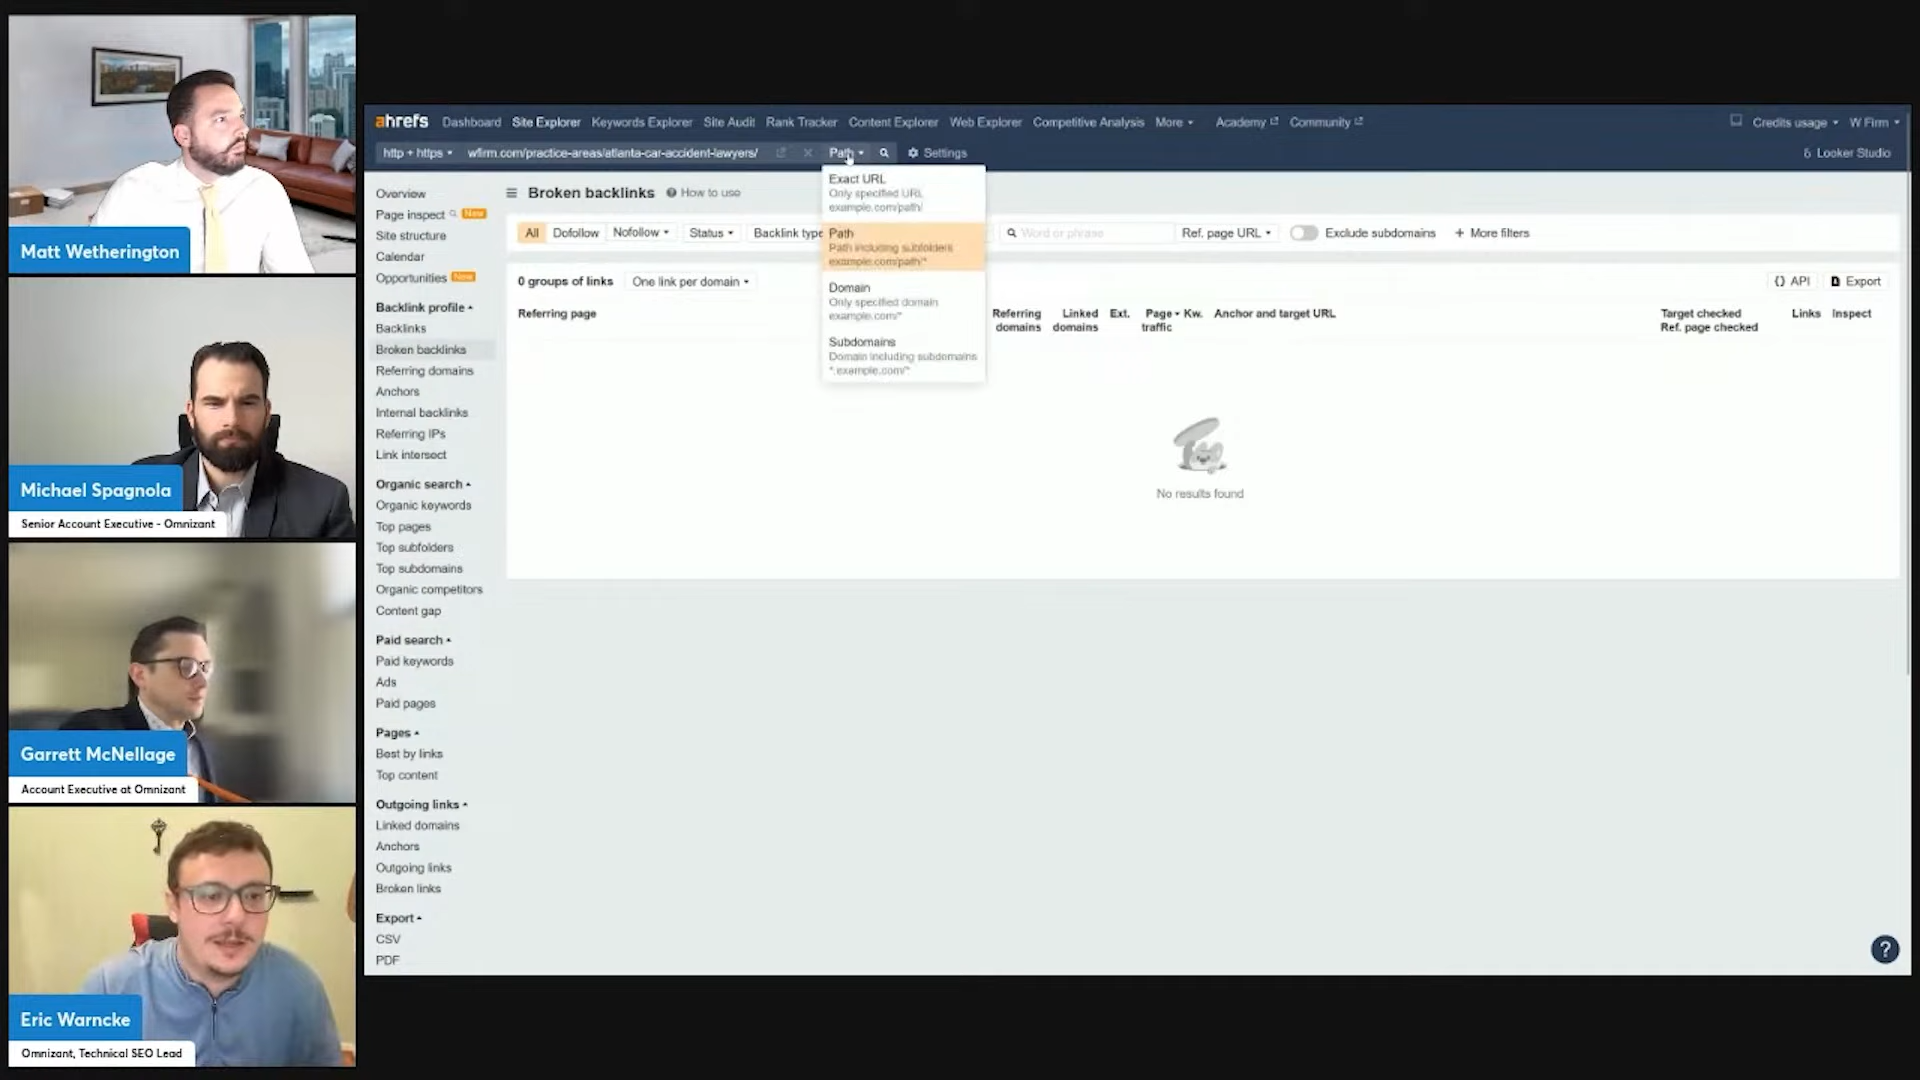 Matt Wetherington
Michael Spagnola
Senior Account Executive - Omnizant
Garrett McNellage
Account Executive at Omnizant
Eric Warncke
Omnizant, Technical SEO Lead
ahrefs Dashboard Site Explorer Keywords Explorer Site Audit Rank Tracker Content Explorer Web Explorer Competitive Analysis More Academy Community Credits usage W Firm
http + https wfirm.com/practice-areas/atlanta-car-accident-lawyers/ Path Settings Looker Studio
Overview
Page inspect New
Site structure
Calendar
Opportunities New
Backlink profile
Backlinks
Broken backlinks
Referring domains
Anchors
Internal backlinks
Referring IPs
Link intersect
Organic search
Organic keywords
Top pages
Top subfolders
Top subdomains
Organic competitors
Content gap
Paid search
Paid keywords
Ads
Paid pages
Pages
Best by links
Top content
Outgoing links
Linked domains
Anchors
Outgoing links
Broken links
Export
CSV
PDF
Broken backlinks How to use
All Dofollow Nofollow Status Backlink type Word or phrase Ref. page URL Exclude subdomains + More filters
Exact URL
Only specified URL
example.com/path/
Path
Path including subfolders
example.com/path/*
Domain
Only specified domain
example.com/*
Subdomains
Domain including subdomains
*.example.com/*
0 groups of links One link per domain {} API Export
Referring page Referring domains Linked domains Ext. Page traffic Kw. Anchor and target URL Target checked Ref. page checked Links Inspect
No results found
?